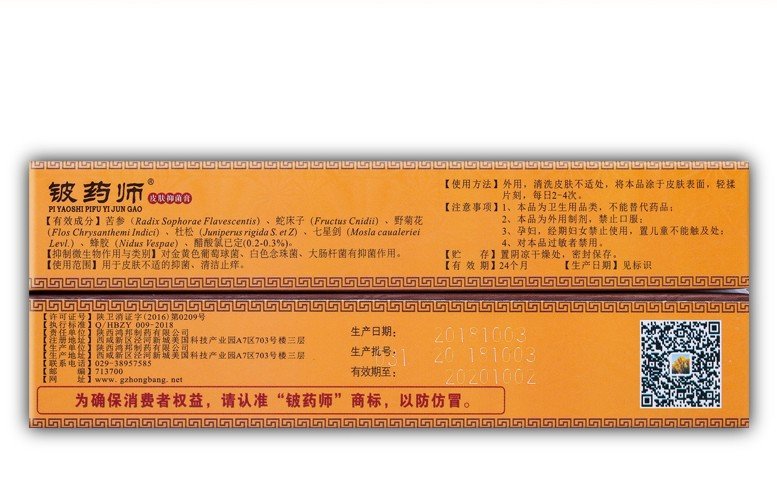 铍药师® 皮肤抑菌膏
PI YAOSHI PIFU YI JUN GAO
【有效成分】苦参（Radix Sophorae Flavescentis）、蛇床子（Fructus Cnidii）、野菊花
（Flos Chrysanthemi Indici）、杜松（Juniperus rigida S. et Z）、七星剑（Mosla caualeriei
Levl.）、蜂胶（Nidus Vespae）、醋酸氯已定(0.2-0.3%)。
【抑制微生物作用与类别】对金黄色葡萄球菌、白色念珠菌、大肠杆菌有抑菌作用。
【使用范围】用于皮肤不适的抑菌、清洁止痒。
【使用方法】外用，清洗皮肤不适处，将本品涂于皮肤表面，轻揉
片刻，每日2-4次。
【注意事项】1、本品为卫生用品类、不能替代药品；
2、本品为外用制剂，禁止口服；
3、孕妇，经期妇女禁止使用，置儿童不能触及处；
4、对本品过敏者禁用。
【贮 存】置阴凉干燥处，密封保存。
【有 效 期】24个月 【生产日期】见标识
【许可证号】陕卫消证字(2016)第0209号
【执行标准】Q/HBZY 009-2018
【责任单位】陕西鸿邦制药有限公司
【注册地址】西咸新区泾河新城美国科技产业园A7区703号楼三层
【生产单位】陕西鸿邦制药有限公司
【生产地址】西咸新区泾河新城美国科技产业园A7区703号楼三层
【联系电话】029-38957585
【邮 编】713700
【网 址】www.gzhongbang.net
生产日期： 20181003
生产批号： 01 20 181003
有效期至： 20201002
为确保消费者权益，请认准“铍药师”商标，以防仿冒。